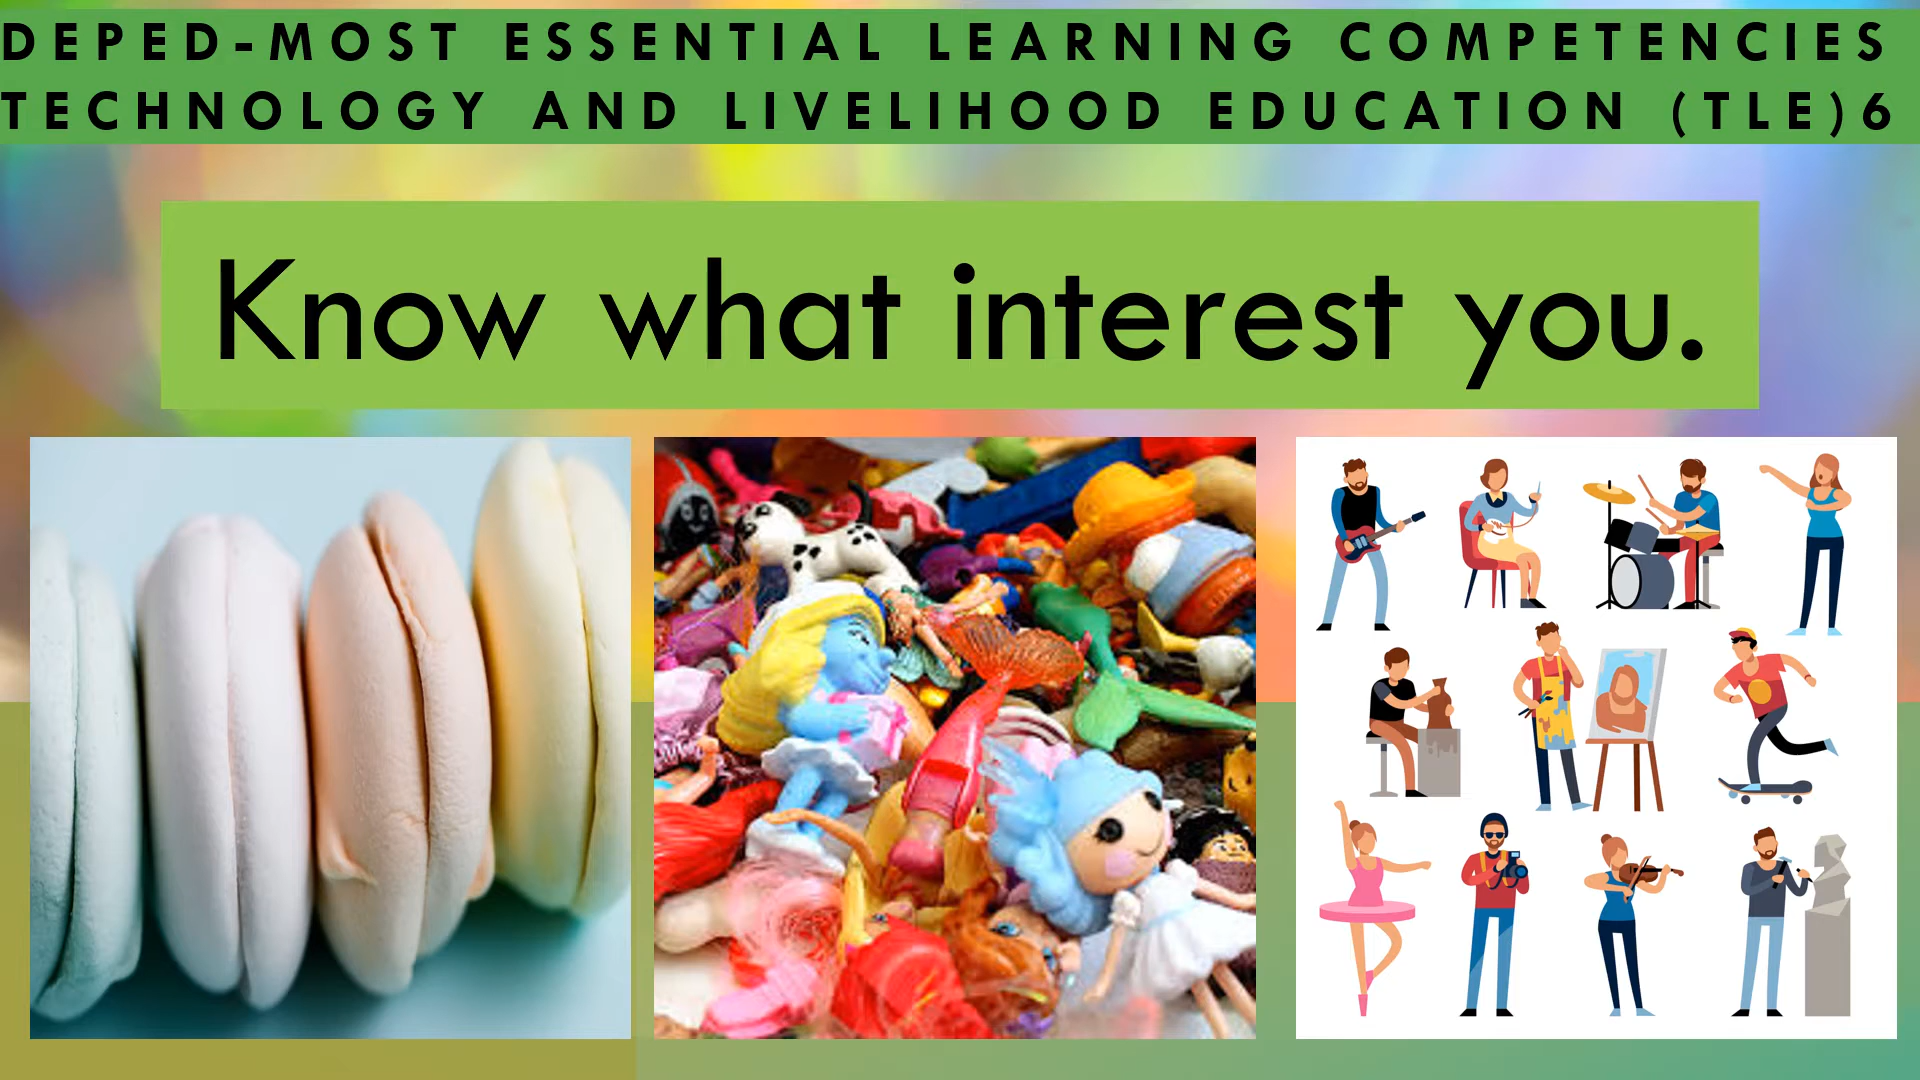 DEPED-MOST ESSENTIAL LEARNING COMPETENCIES
TECHNOLOGY AND LIVELIHOOD EDUCATION (TLE)6
Know what interest you.